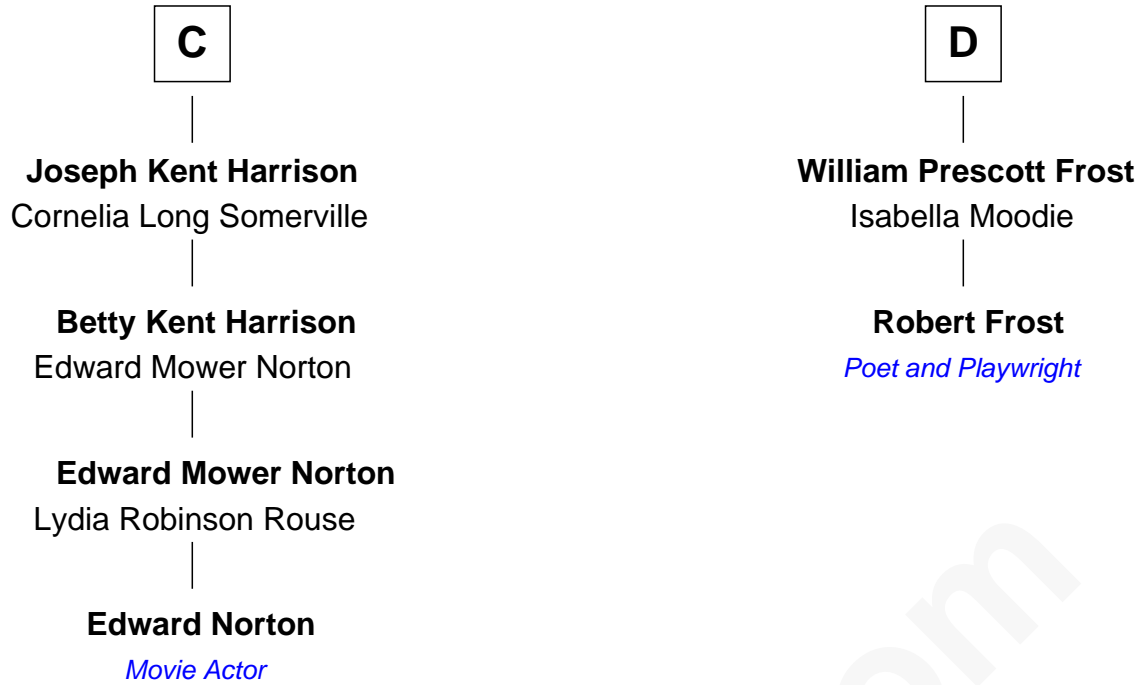 C
Joseph Kent Harrison
Cornelia Long Somerville
Betty Kent Harrison
Edward Mower Norton
Edward Mower Norton
Lydia Robinson Rouse
Edward Norton
Movie Actor
D
William Prescott Frost
Isabella Moodie
Robert Frost
Poet and Playwright
om